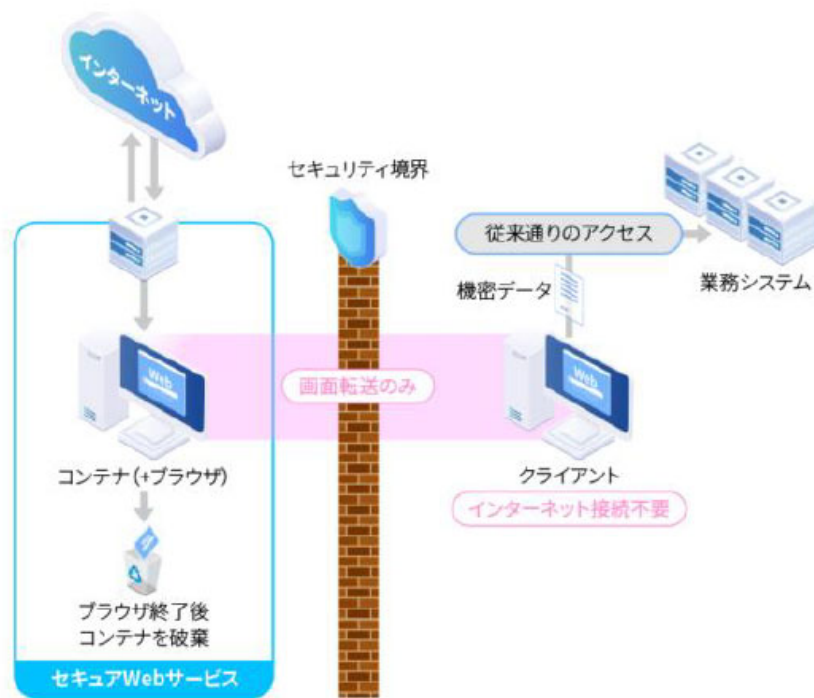 インターネット
セキュリティ境界
従来通りのアクセス
機密データ
業務システム
Web
画面転送のみ
Web
コンテナ(+ブラウザ)
クライアント
インターネット接続不要
ブラウザ終了後
コンテナを破棄
セキュアWebサービス